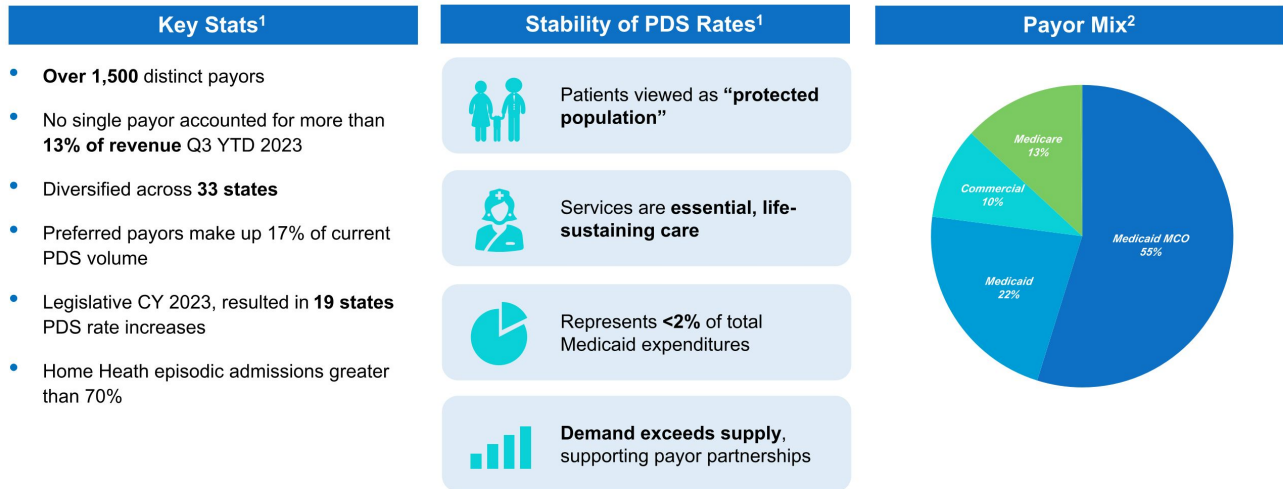 Key Stats¹
• Over 1,500 distinct payors
• No single payor accounted for more than
13% of revenue Q3 YTD 2023
• Diversified across 33 states
• Preferred payors make up 17% of current
PDS volume
• Legislative CY 2023, resulted in 19 states
PDS rate increases
• Home Heath episodic admissions greater
than 70%
Stability of PDS Rates¹
Patients viewed as “protected
population”
Services are essential, life-
sustaining care
Represents <2% of total
Medicaid expenditures
Demand exceeds supply,
supporting payor partnerships
Payor Mix²
Medicare
13%
Commercial
10%
Medicaid MCO
55%
Medicaid
22%